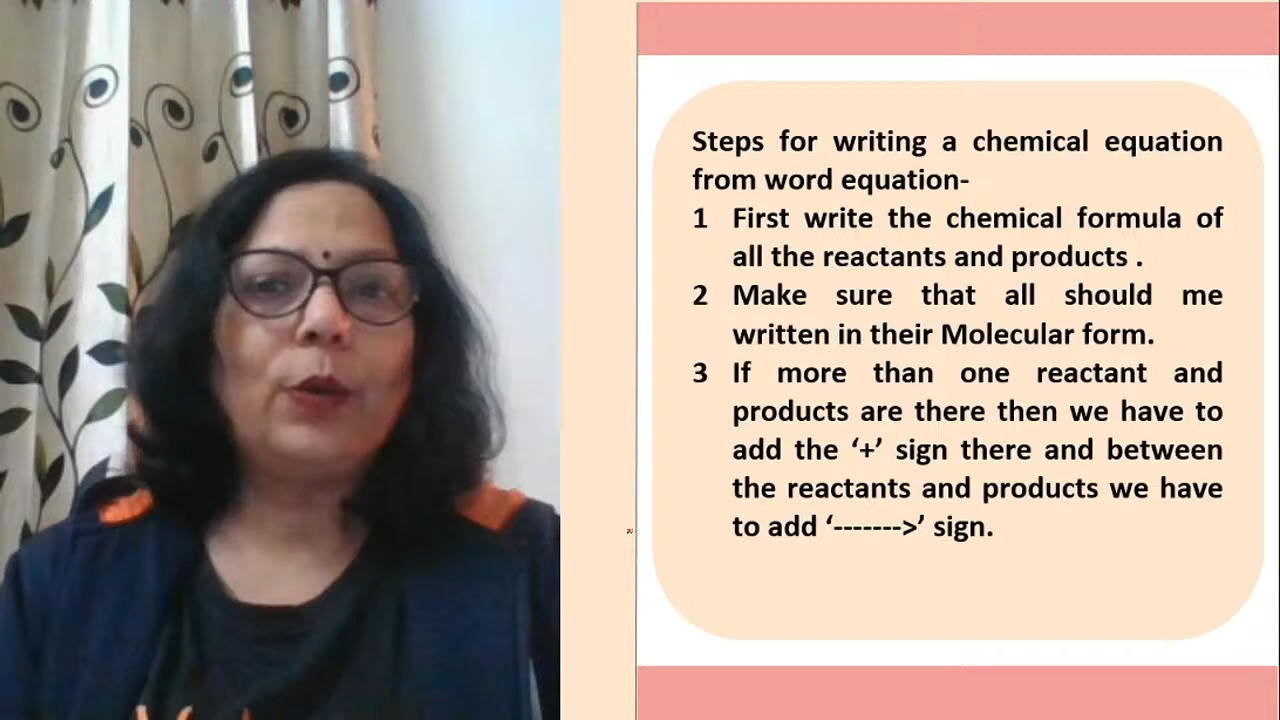 Steps for writing a chemical equation
from word equation-
1 First write the chemical formula of
all the reactants and products .
2 Make sure that all should me
written in their Molecular form.
3 If more than one reactant and
products are there then we have to
add the ‘+’ sign there and between
the reactants and products we have
to add ‘------->’ sign.